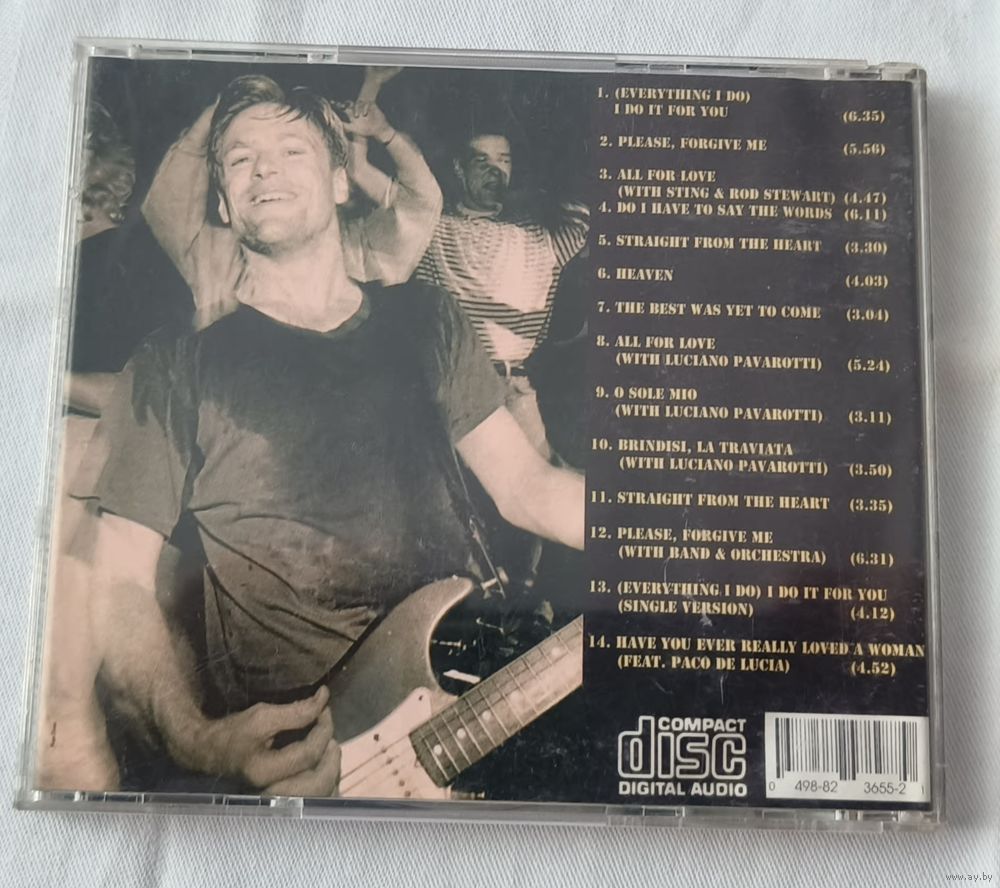 1. (EVERYTHING I DO)
I DO IT FOR YOU (6.35)
2. PLEASE, FORGIVE ME (5.56)
3. ALL FOR LOVE
(WITH STING & ROD STEWART) (4.47)
4. DO I HAVE TO SAY THE WORDS (6.11)
5. STRAIGHT FROM THE HEART (3.30)
6. HEAVEN (4.03)
7. THE BEST WAS YET TO COME (3.04)
8. ALL FOR LOVE
(WITH LUCIANO PAVAROTTI) (5.24)
9. O SOLE MIO
(WITH LUCIANO PAVAROTTI) (3.11)
10. BRINDISI, LA TRAVIATA
(WITH LUCIANO PAVAROTTI) (3.50)
11. STRAIGHT FROM THE HEART (3.35)
12. PLEASE, FORGIVE ME
(WITH BAND & ORCHESTRA) (6.31)
13. (EVERYTHING I DO) I DO IT FOR YOU
(SINGLE VERSION) (4.12)
14. HAVE YOU EVER REALLY LOVED A WOMAN
(FEAT. PACO DE LUCIA) (4.52)
COMPACT
disc
DIGITAL AUDIO
0 498-82 3655-2
www.ay.by